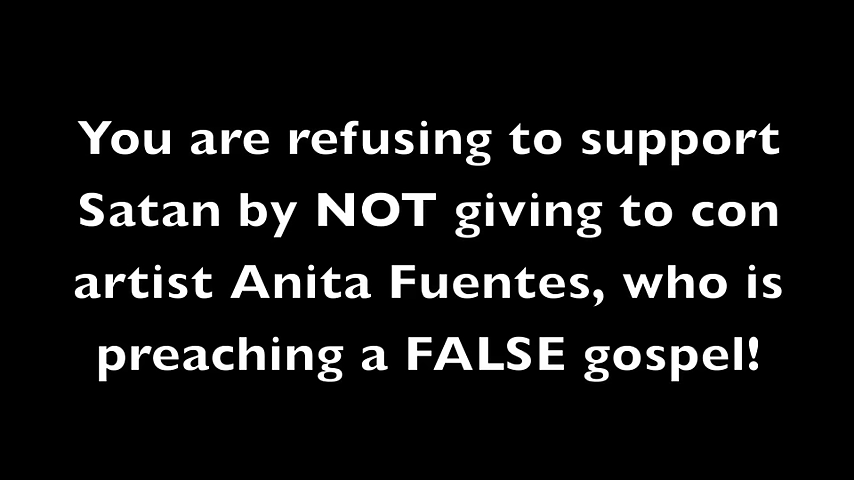 You are refusing to support
Satan by NOT giving to con
artist Anita Fuentes, who is
preaching a FALSE gospel!